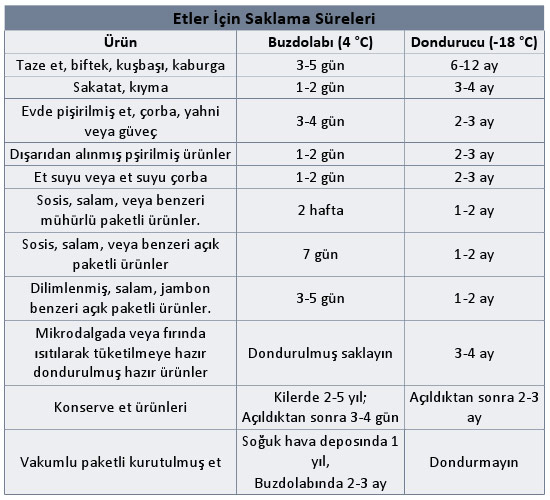 Etler İçin Saklama Süreleri
Ürün Buzdolabı (4 °C) Dondurucu (-18 °C)
Taze et, biftek, kuşbaşı, kaburga 3-5 gün 6-12 ay
Sakatat, kıyma 1-2 gün 3-4 ay
Evde pişirilmiş et, çorba, yahni
veya güveç 3-4 gün 2-3 ay
Dışarıdan alınmış pşirilmiş ürünler 1-2 gün 2-3 ay
Et suyu veya et suyu çorba 1-2 gün 2-3 ay
Sosis, salam, veya benzeri
mühürlü paketli ürünler. 2 hafta 1-2 ay
Sosis, salam, veya benzeri açık
paketli ürünler 7 gün 1-2 ay
Dilimlenmiş, salam, jambon
benzeri açık paketli ürünler. 3-5 gün 1-2 ay
Mikrodalgada veya fırında
ısıtılarak tüketilmeye hazır
dondurulmuş hazır ürünler Dondurulmuş saklayın 3-4 ay
Konserve et ürünleri Kilerde 2-5 yıl;
Açıldıktan sonra 3-4 gün Açıldıktan sonra 2-3
ay
Vakumlu paketli kurutulmuş et Soğuk hava deposında 1
yıl,
Buzdolabında 2-3 ay Dondurmayın